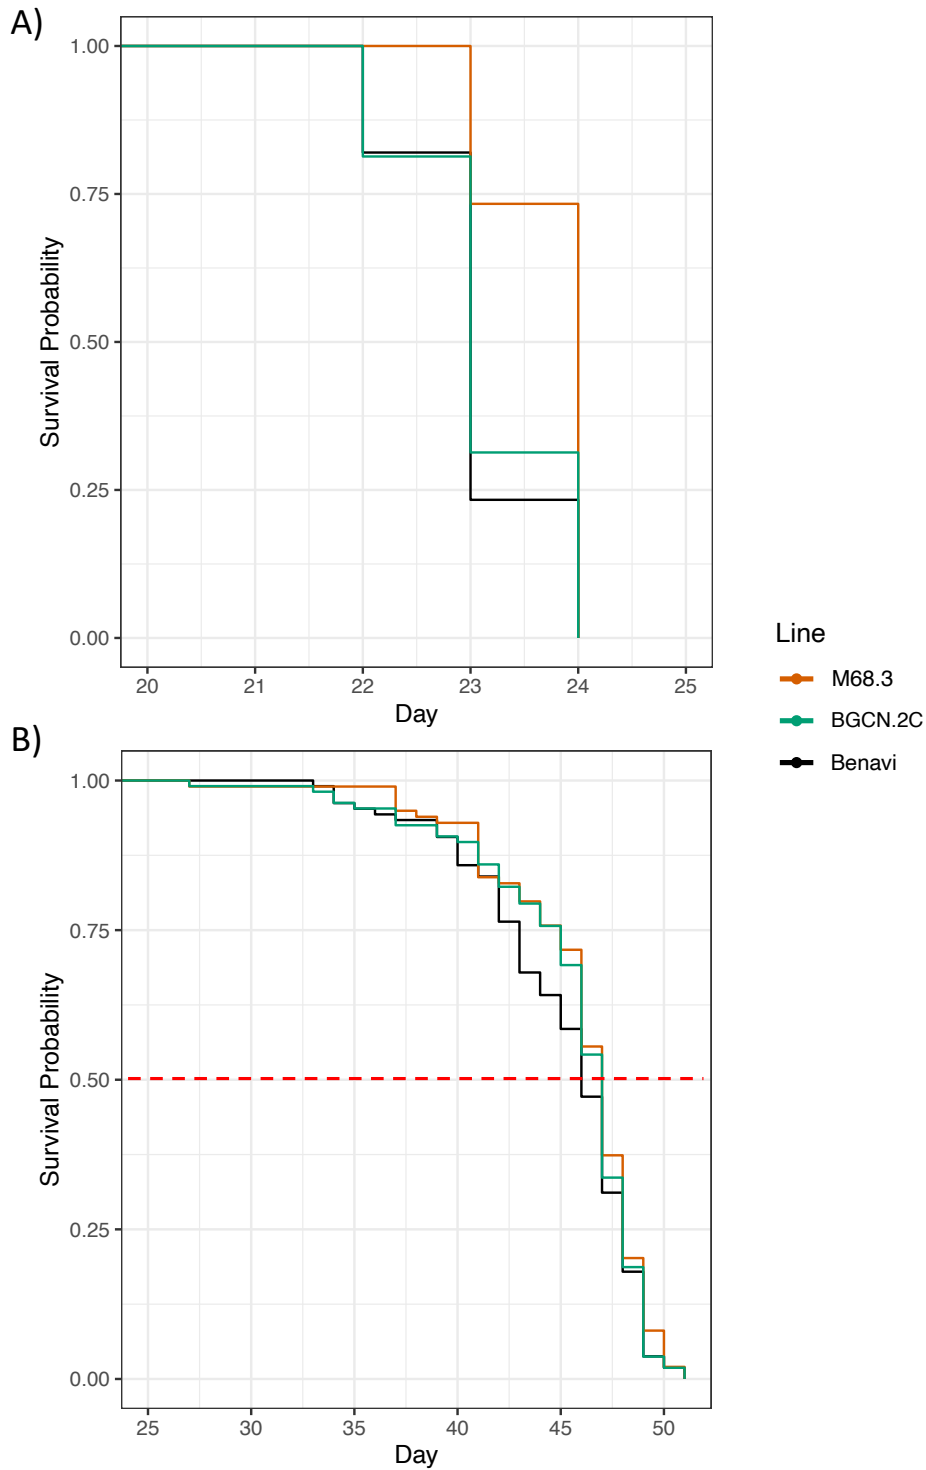 A)
Survival Probability
1.00
0.75
0.50
0.25
0.00
20 21 22 23 24 25
Day
Line
M68.3
BGCN.2C
Benavi
B)
Survival Probability
1.00
0.75
0.50
0.25
0.00
25 30 35 40 45 50
Day